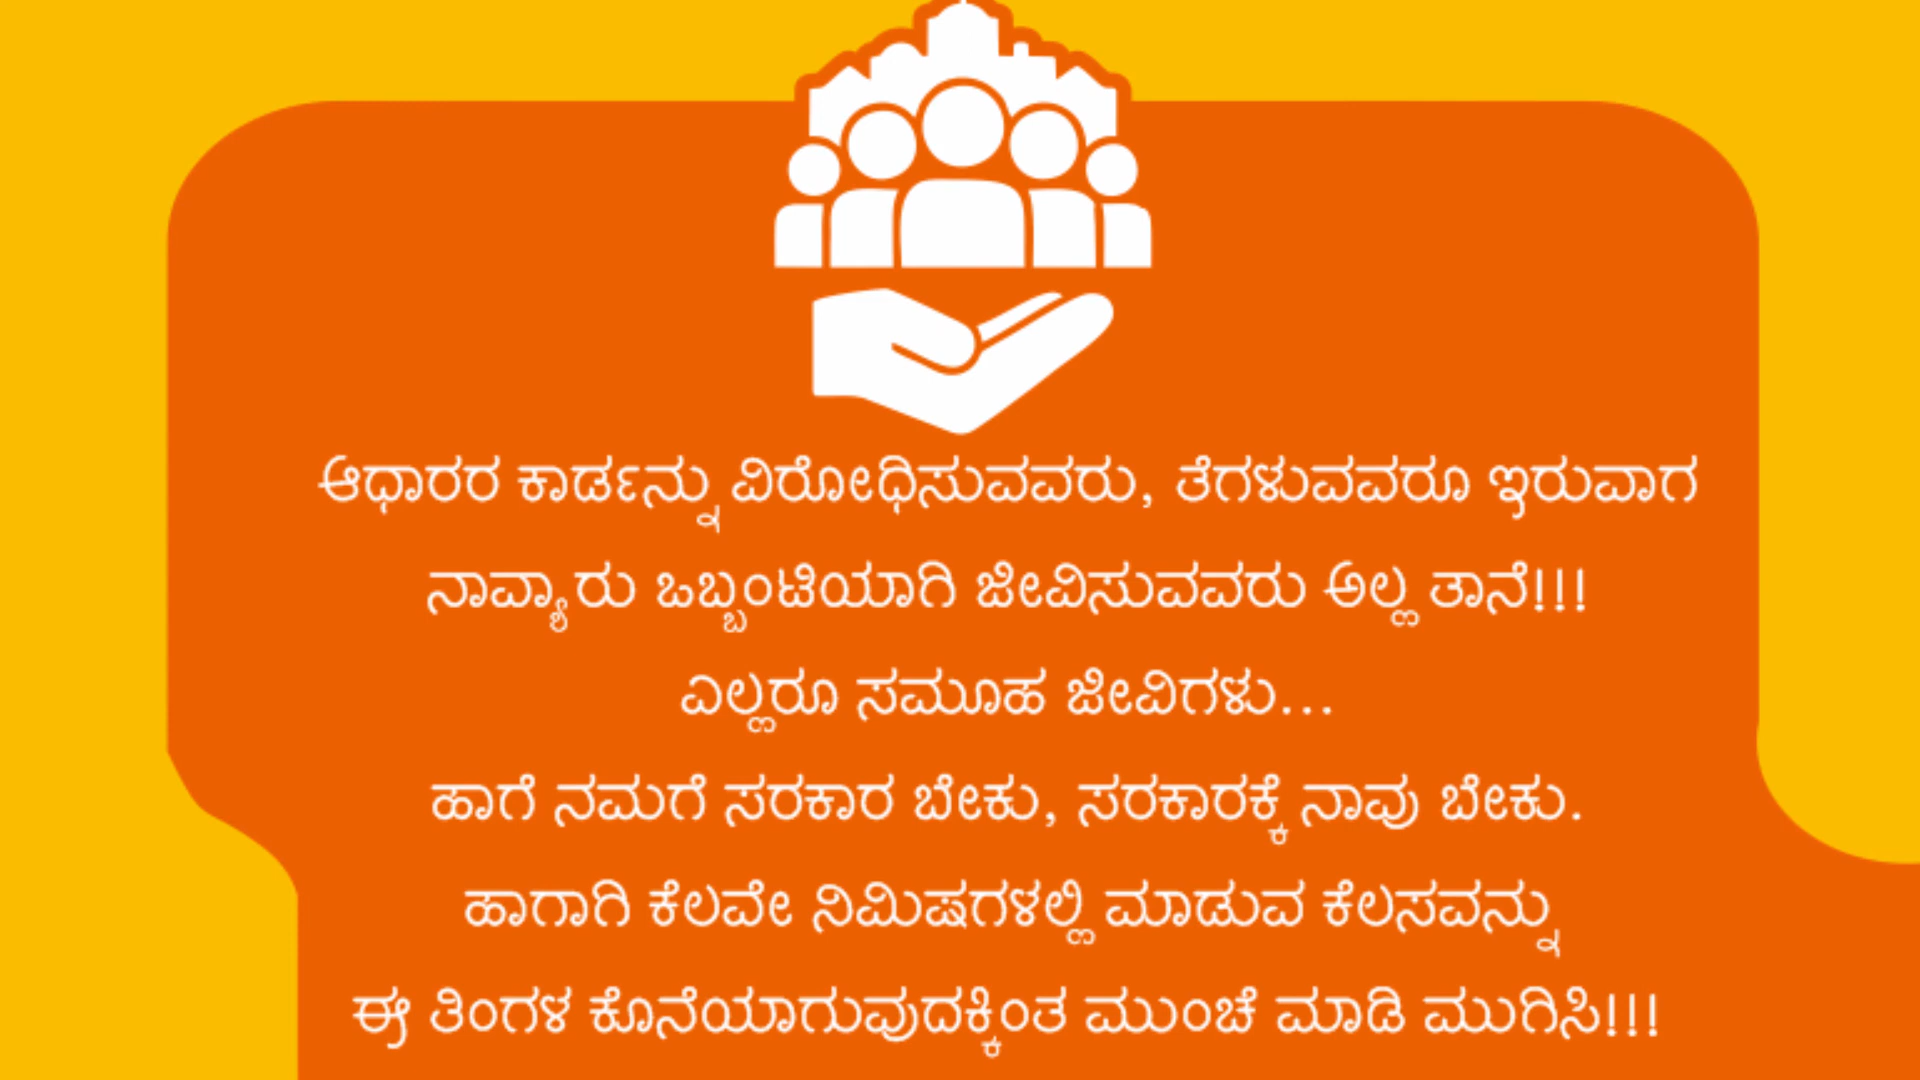 ಆಧಾರರ ಕಾರ್ಡನ್ನು ವಿರೋಧಿಸುವವರು, ತೆಗಳುವವರೂ ಇರುವಾಗ
ನಾವ್ಯಾರು ಒಬ್ಬಂಟಿಯಾಗಿ ಜೀವಿಸುವವರು ಅಲ್ಲ ತಾನೆ!!!
ಎಲ್ಲರೂ ಸಮೂಹ ಜೀವಿಗಳು...
ಹಾಗೆ ನಮಗೆ ಸರಕಾರ ಬೇಕು, ಸರಕಾರಕ್ಕೆ ನಾವು ಬೇಕು.
ಹಾಗಾಗಿ ಕೆಲವೇ ನಿಮಿಷಗಳಲ್ಲಿ ಮಾಡುವ ಕೆಲಸವನ್ನು
ಈ ತಿಂಗಳ ಕೊನೆಯಾಗುವುದಕ್ಕಿಂತ ಮುಂಚೆ ಮಾಡಿ ಮುಗಿಸಿ!!!